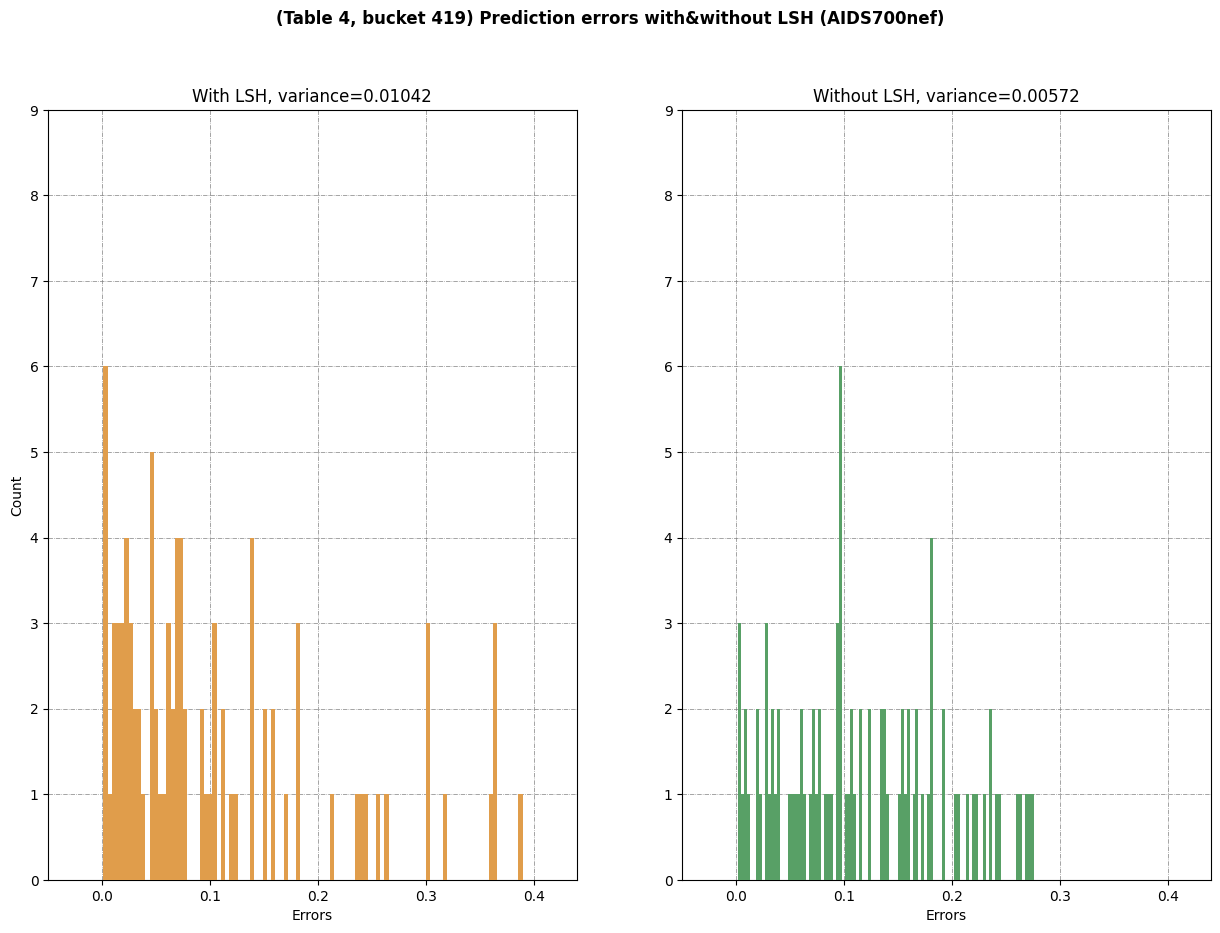 (Table 4, bucket 419) Prediction errors with&without LSH (AIDS700nef)
With LSH, variance=0.01042
9
8
7
6
5
4
3
2
1
0
Count
0.0 0.1 0.2 0.3 0.4
Errors
Without LSH, variance=0.00572
9
8
7
6
5
4
3
2
1
0
0.0 0.1 0.2 0.3 0.4
Errors